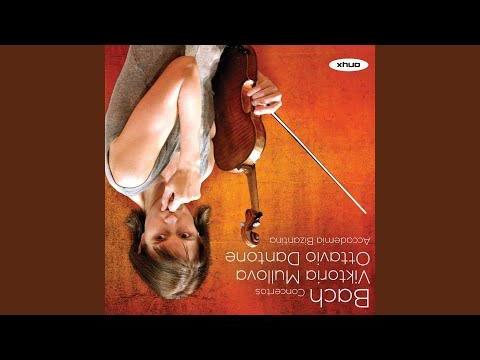 Bach Concertos
Viktoria Mullova
Ottavio Dantone
Accademia Bizantina
onyx